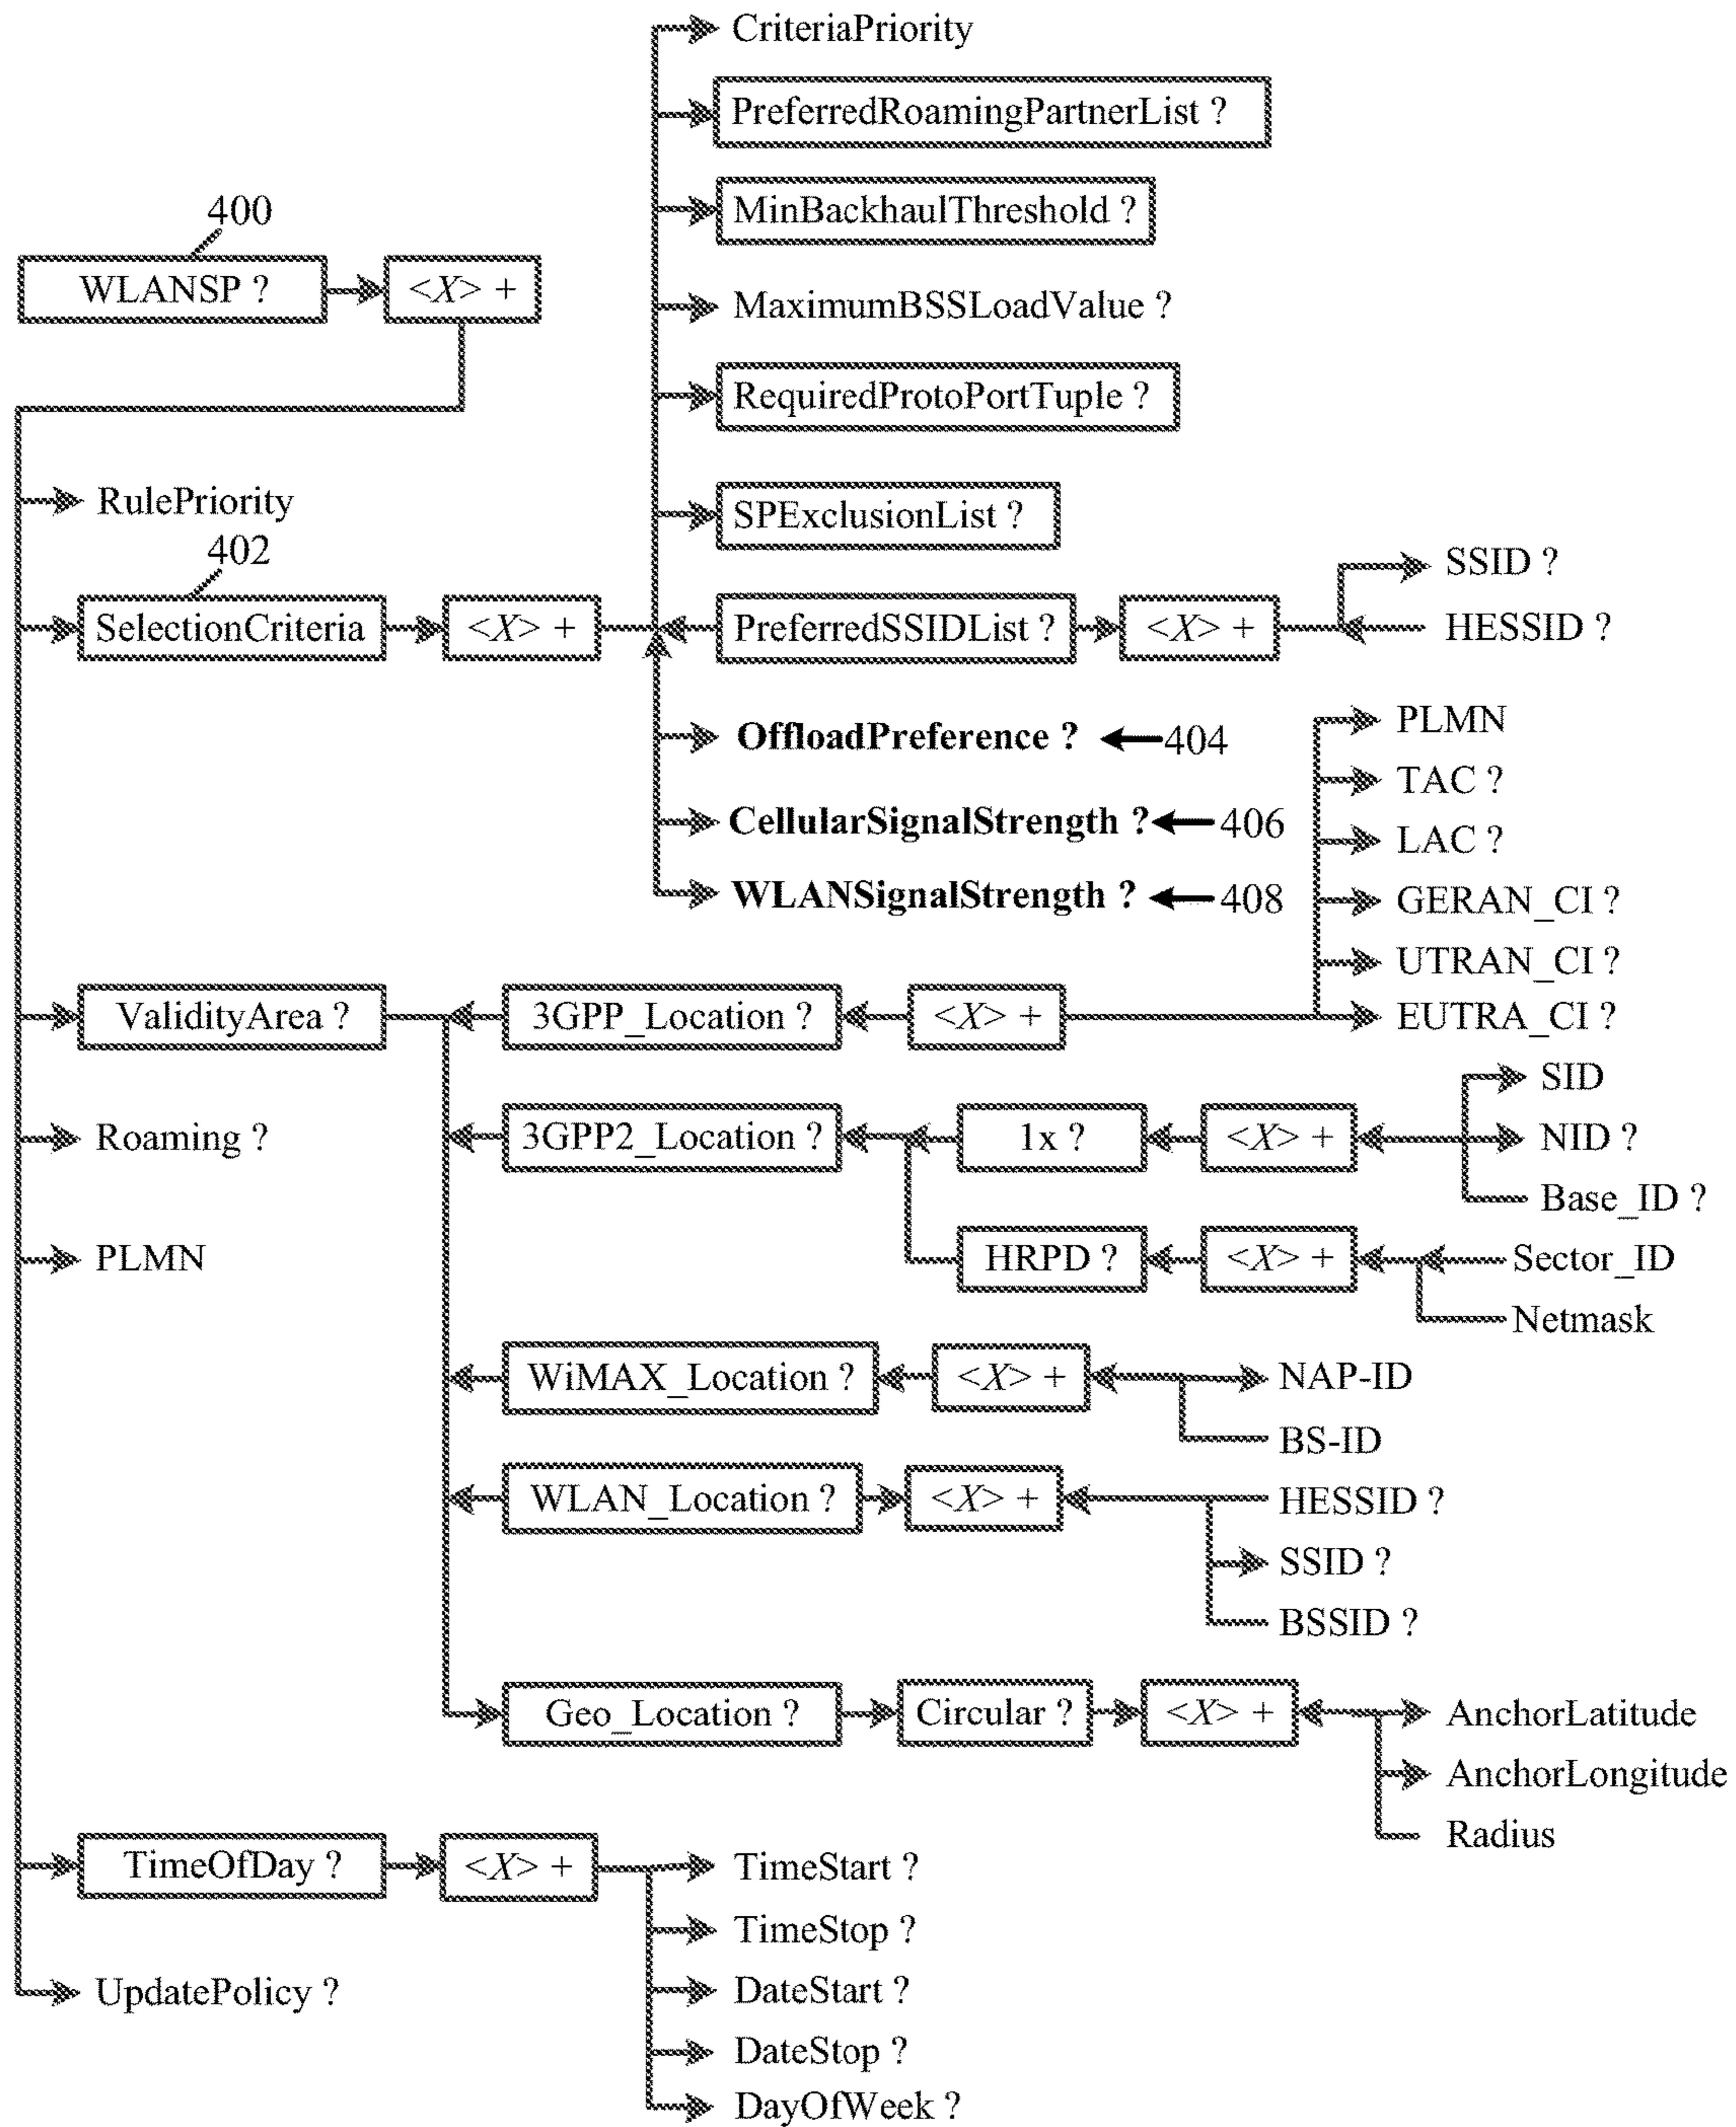 CriteriaPriority
PreferredRoamingPartnerList ?
MinBackhaulThreshold ?
400
WLANSP ?
<X> +
MaximumBSSLoadValue ?
RequiredProtoPortTuple ?
RulePriority
SPExclusionList ?
402
SelectionCriteria
<X> +
PreferredSSIDList ?
<X> +
SSID ?
HESSID ?
OffloadPreference ?
404
CellularSignalStrength ?
406
WLANSignalStrength ?
408
PLMN
TAC ?
LAC ?
GERAN_CI ?
UTRAN_CI ?
EUTRA_CI ?
ValidityArea ?
3GPP_Location ?
<X> +
Roaming ?
3GPP2_Location ?
1x ?
<X> +
SID
NID ?
Base_ID ?
PLMN
HRPD ?
<X> +
Sector_ID
Netmask
WiMAX_Location ?
<X> +
NAP-ID
BS-ID
WLAN_Location ?
<X> +
HESSID ?
SSID ?
BSSID ?
Geo_Location ?
Circular ?
<X> +
AnchorLatitude
AnchorLongitude
Radius
TimeOfDay ?
<X> +
TimeStart ?
TimeStop ?
UpdatePolicy ?
DateStart ?
DateStop ?
DayOfWeek ?